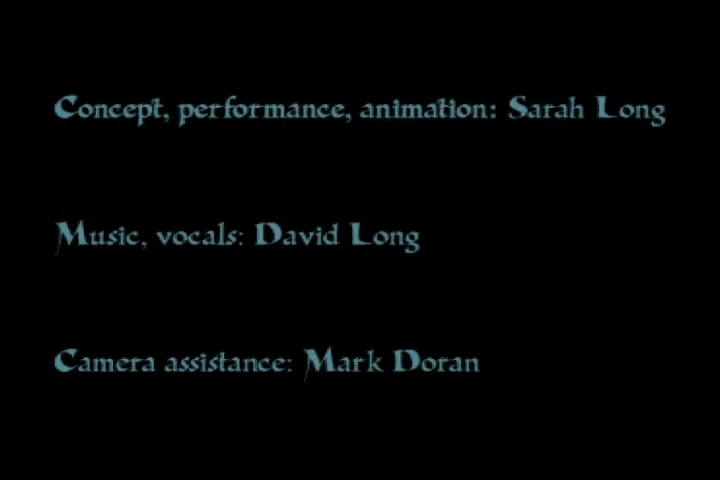 Concept, performance, animation: Sarah Long
Music, vocals: David Long
Camera assistance: Mark Doran